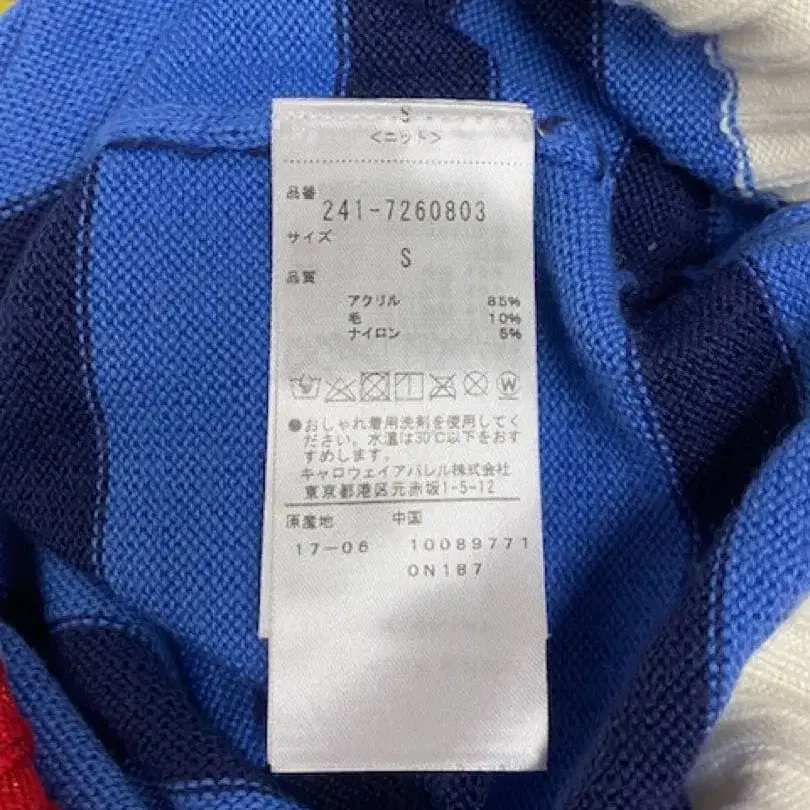 S
<ニット>
品番
241-7260803
サイズ
S
品質
アクリル 85%
毛 10%
ナイロン 5%
W
●おしゃれ着用洗剤を使用してく
ださい。水温は30℃以下をおす
すめします。
キャロウェイアパレル株式会社
東京都港区元赤坂1-5-12
原産地 中国
17-06 10089771
0N187